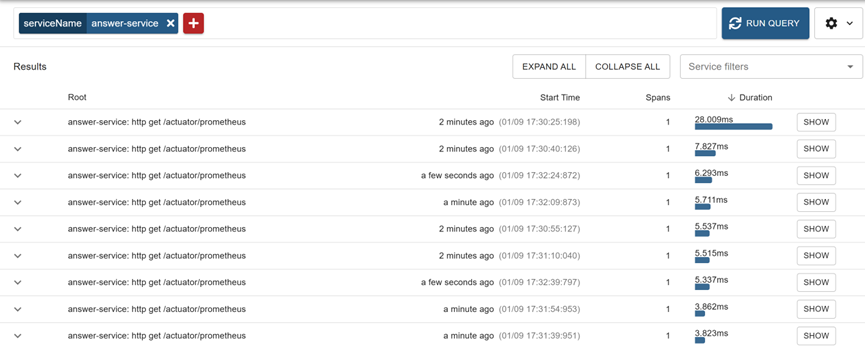 serviceName answer-service × + RUN QUERY
Results EXPAND ALL COLLAPSE ALL Service filters
Root Start Time Spans ↓ Duration
answer-service: http get /actuator/prometheus 2 minutes ago (01/09 17:30:25:198) 1 28.009ms SHOW
answer-service: http get /actuator/prometheus 2 minutes ago (01/09 17:30:40:126) 1 7.827ms SHOW
answer-service: http get /actuator/prometheus a few seconds ago (01/09 17:32:24:872) 1 6.293ms SHOW
answer-service: http get /actuator/prometheus a minute ago (01/09 17:32:09:873) 1 5.711ms SHOW
answer-service: http get /actuator/prometheus 2 minutes ago (01/09 17:30:55:127) 1 5.537ms SHOW
answer-service: http get /actuator/prometheus 2 minutes ago (01/09 17:31:10:040) 1 5.515ms SHOW
answer-service: http get /actuator/prometheus a few seconds ago (01/09 17:32:39:797) 1 5.337ms SHOW
answer-service: http get /actuator/prometheus a minute ago (01/09 17:31:54:953) 1 3.862ms SHOW
answer-service: http get /actuator/prometheus a minute ago (01/09 17:31:39:951) 1 3.823ms SHOW